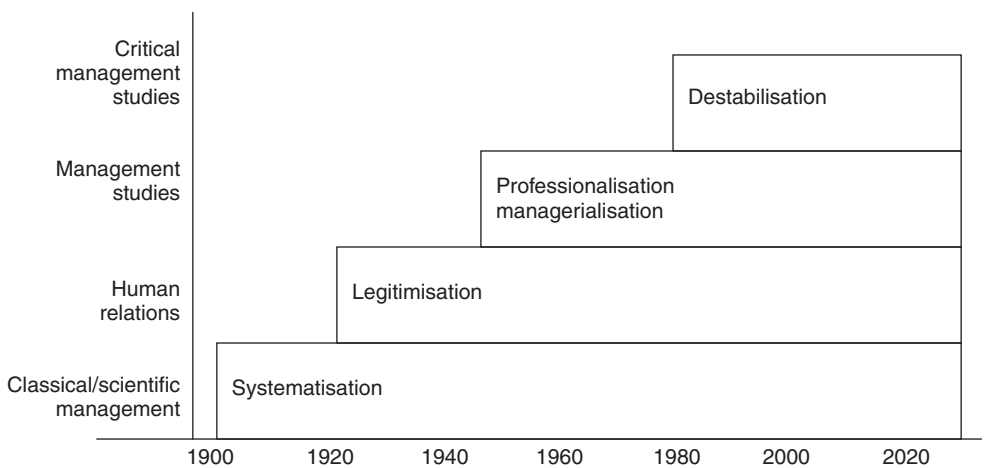 Critical
management
studies
Destabilisation
Management
studies
Professionalisation
managerialisation
Human
relations
Legitimisation
Classical/scientific
management
Systematisation
1900 1920 1940 1960 1980 2000 2020